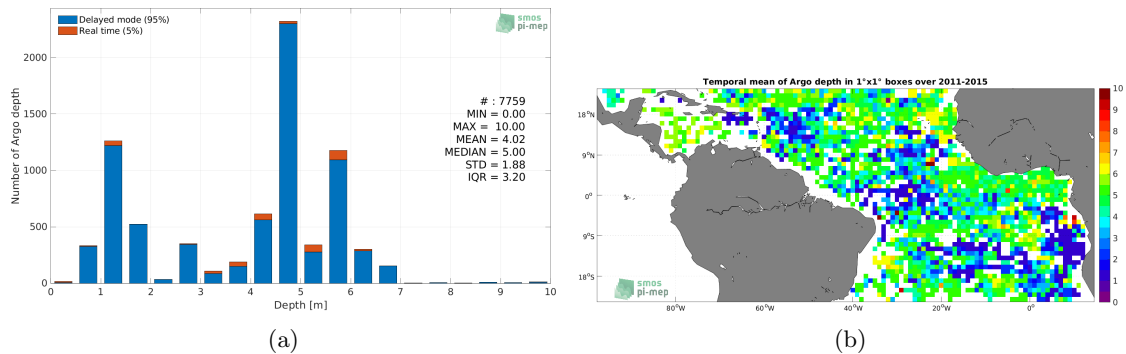 Delayed mode (95%)
Real time (5%)
smos
pi-mep
# : 7759
MIN = 0.00
MAX = 10.00
MEAN = 4.02
MEDIAN = 5.00
STD = 1.88
IQR = 3.20
Number of Argo depth
2000
1500
1000
500
0
0 1 2 3 4 5 6 7 8 9 10
Depth [m]
(a)
Temporal mean of Argo depth in 1°x1° boxes over 2011-2015
18°N
9°N
0°
9°S
18°S
80°W 60°W 40°W 20°W 0°
smos
pi-mep
10
9
8
7
6
5
4
3
2
1
0
(b)